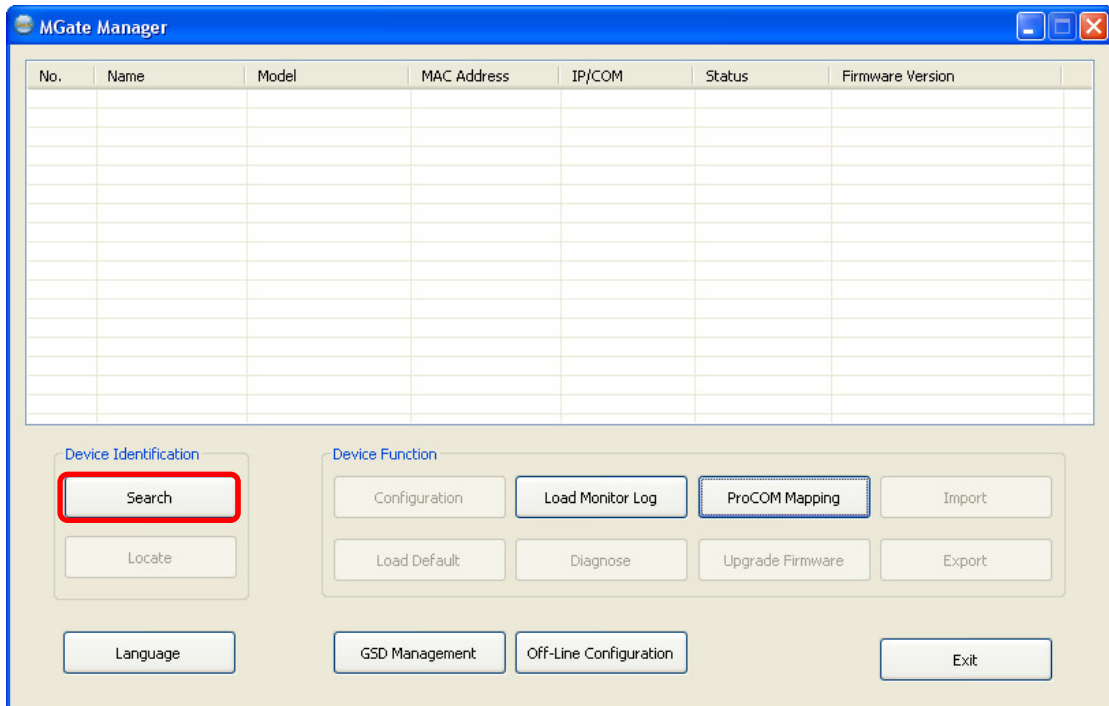 MGate Manager
No. Name Model MAC Address IP/COM Status Firmware Version
Device Identification
Search
Locate
Device Function
Configuration Load Monitor Log ProCOM Mapping Import
Load Default Diagnose Upgrade Firmware Export
Language GSD Management Off-Line Configuration Exit